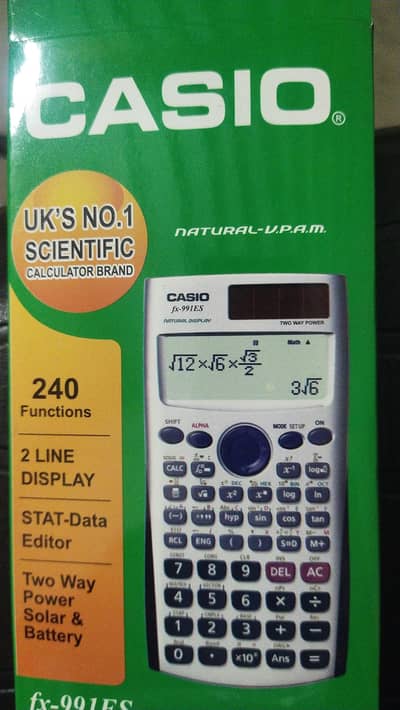 CASIO®
UK'S NO.1
SCIENTIFIC
CALCULATOR BRAND
NATURAL-V.P.A.M.
CASIO
fx-991ES
NATURAL DISPLAY
TWO WAY POWER
Math ▲
√12×√6×√3/2
3√6
240
Functions
2 LINE
DISPLAY
STAT-Data
Editor
Two Way
Power
Solar &
Battery
SHIFT ALPHA MODE SETUP ON
CALC
x² log ln
(−) hyp sin cos tan
RCL ENG ( ) S⇔D M+
7 8 9 DEL AC
4 5 6 × ÷
1 2 3 + −
0 • Ans =
fx-991ES